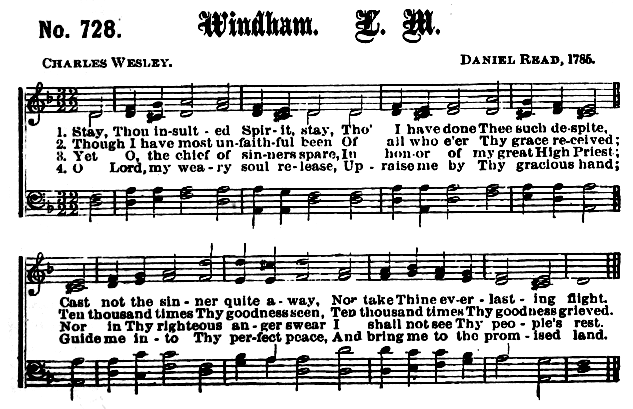 No. 728. Windham. L. M.
CHARLES WESLEY. DANIEL READ, 1785.
1. Stay, Thou in-sult - ed Spir - it, stay, Tho' I have done Thee such de-spite,
2. Though I have most un-faith-ful been Of all who e'er Thy grace re-ceived;
3. Yet O, the chief of sin-ners spare, In hon-or of my great High Priest;
4. O Lord, my wea - ry soul re-lease, Up - raise me by Thy gracious hand;
Cast not the sin - ner quite a - way, Nor take Thine ev-er - last - ing flight.
Ten thousand times Thy goodness seen, Ten thousand times Thy goodness grieved.
Nor in Thy righteous an - ger swear I shall not see Thy peo - ple's rest.
Guide me in - to Thy per-fect peace, And bring me to the prom - ised land.